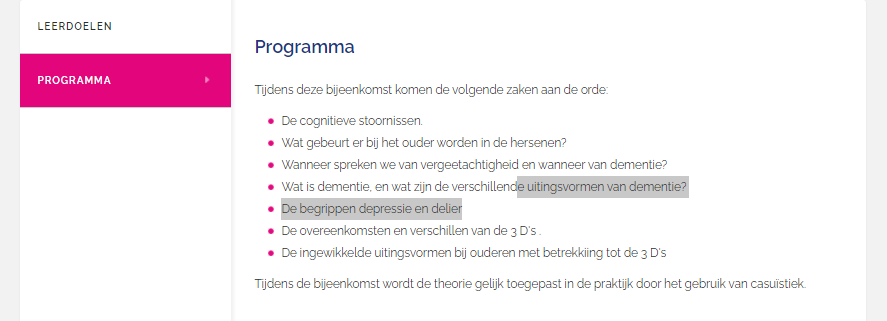 LEERDOELEN
PROGRAMMA
Programma
Tijdens deze bijeenkomst komen de volgende zaken aan de orde:
De cognitieve stoornissen.
Wat gebeurt er bij het ouder worden in de hersenen?
Wanneer spreken we van vergeetachtigheid en wanneer van dementie?
Wat is dementie, en wat zijn de verschillende uitingsvormen van dementie?
De begrippen depressie en delier
De overeenkomsten en verschillen van de 3 D's .
De ingewikkelde uitingsvormen bij ouderen met betrekkiing tot de 3 D's
Tijdens de bijeenkomst wordt de theorie gelijk toegepast in de praktijk door het gebruik van casuïstiek.